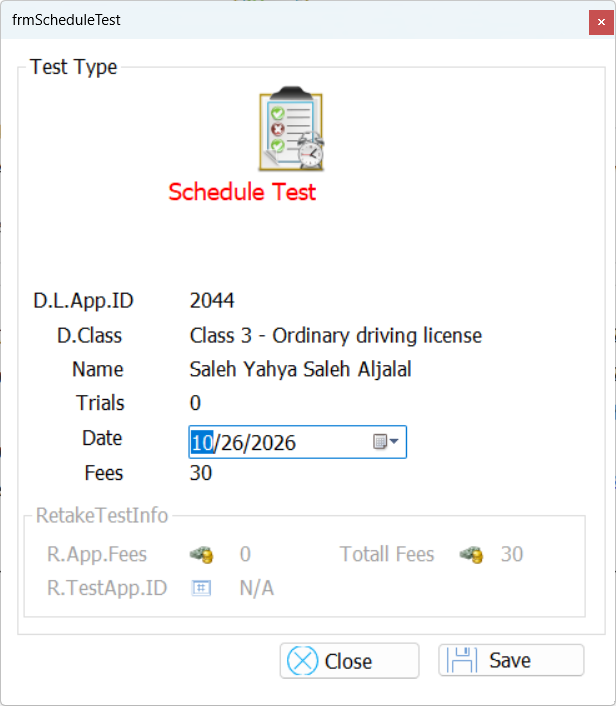 frmScheduleTest
Test Type
Schedule Test
D.L.App.ID 2044
D.Class Class 3 - Ordinary driving license
Name Saleh Yahya Saleh Aljalal
Trials 0
Date 10/26/2026
Fees 30
RetakeTestInfo
R.App.Fees 0 Totall Fees 30
R.TestApp.ID N/A
Close Save